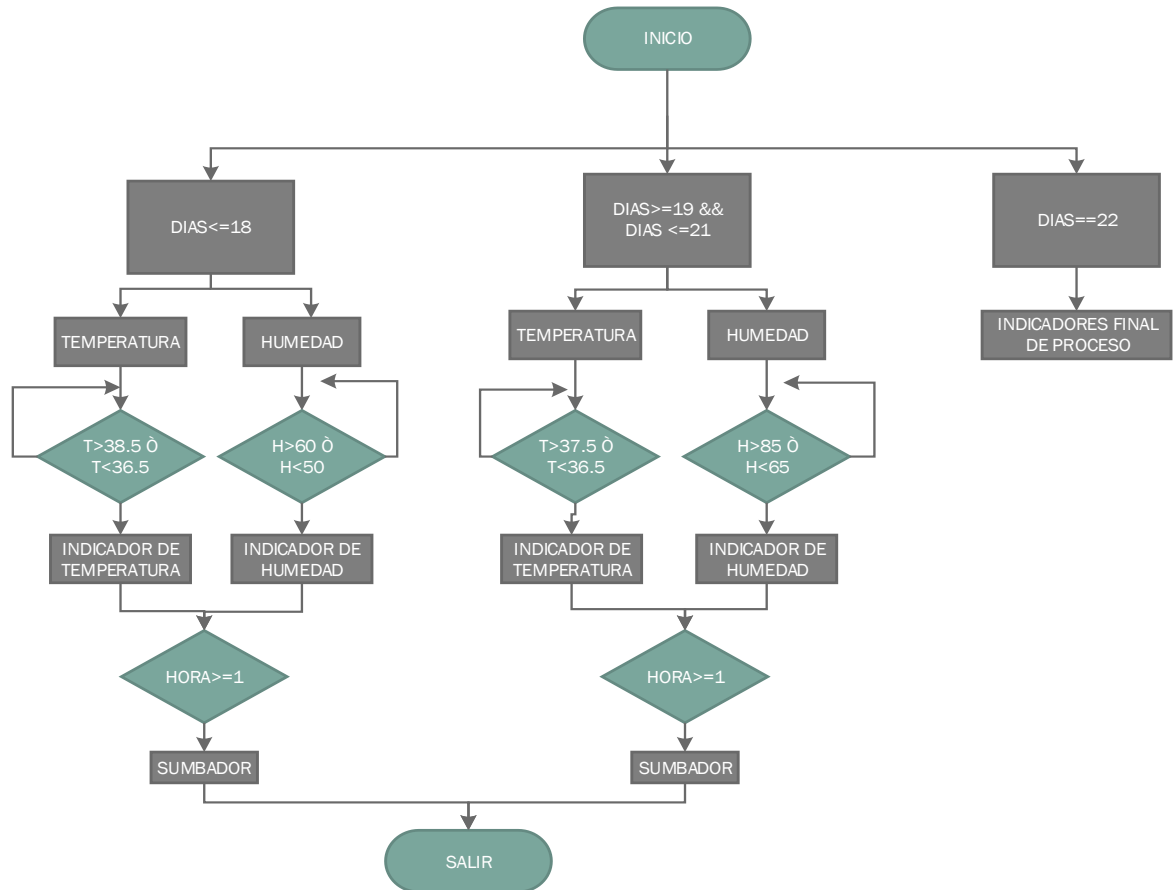 INICIO
DIAS<=18
DIAS>=19 &&
DIAS <=21
DIAS==22
TEMPERATURA
HUMEDAD
TEMPERATURA
HUMEDAD
INDICADORES FINAL
DE PROCESO
T>38.5 Ò
T<36.5
H>60 Ò
H<50
T>37.5 Ò
T<36.5
H>85 Ò
H<65
INDICADOR DE
TEMPERATURA
INDICADOR DE
HUMEDAD
INDICADOR DE
TEMPERATURA
INDICADOR DE
HUMEDAD
HORA>=1
HORA>=1
SUMBADOR
SUMBADOR
SALIR